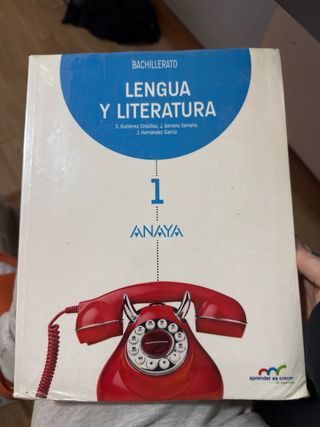 BACHILLERATO
LENGUA
Y LITERATURA
S. Gutiérrez Ordóñez, J. Serrano Serrano,
J. Hernández García
1
ANAYA
aprender es crecer